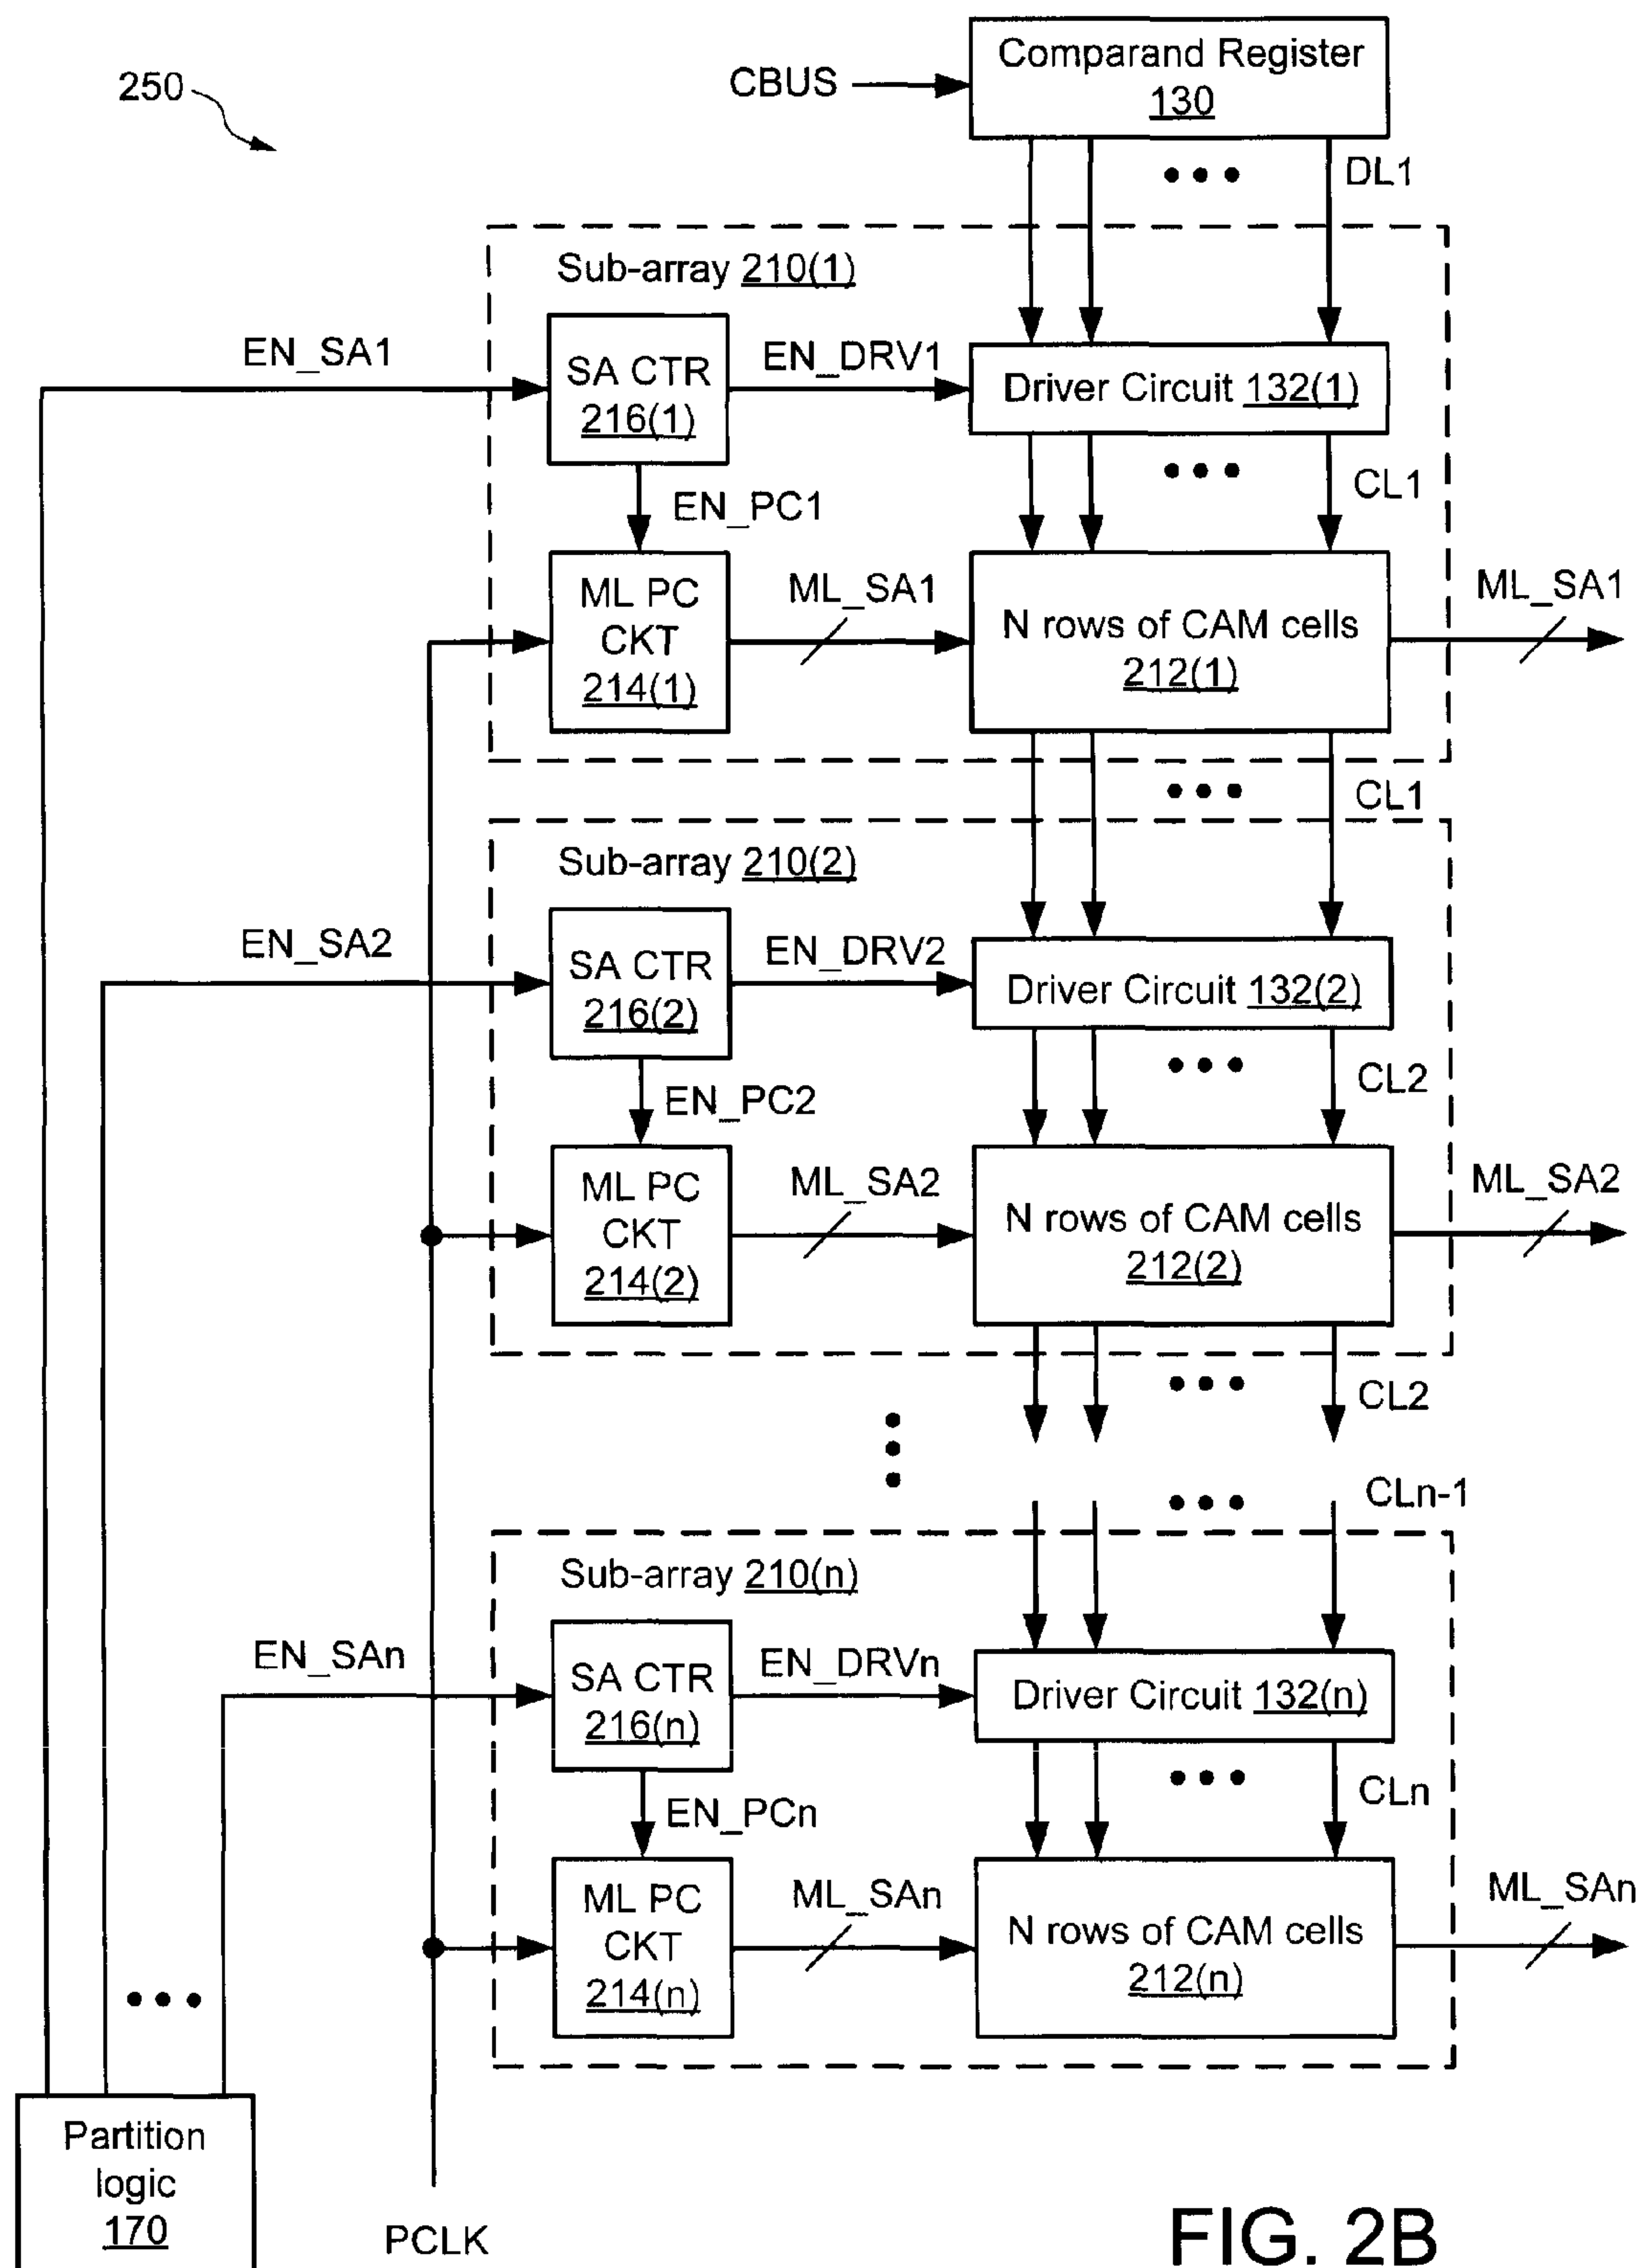 250
CBUS
Comparand Register
130
DL1
Sub-array 210(1)
EN_SA1
SA CTR
216(1)
EN_DRV1
Driver Circuit 132(1)
EN_PC1
CL1
ML PC
CKT
214(1)
ML_SA1
N rows of CAM cells
212(1)
ML_SA1
CL1
Sub-array 210(2)
EN_SA2
SA CTR
216(2)
EN_DRV2
Driver Circuit 132(2)
EN_PC2
CL2
ML PC
CKT
214(2)
ML_SA2
N rows of CAM cells
212(2)
ML_SA2
CL2
CLn-1
Sub-array 210(n)
EN_SAn
SA CTR
216(n)
EN_DRVn
Driver Circuit 132(n)
EN_PCn
CLn
ML PC
CKT
214(n)
ML_SAn
N rows of CAM cells
212(n)
ML_SAn
Partition
logic
170
PCLK
FIG. 2B